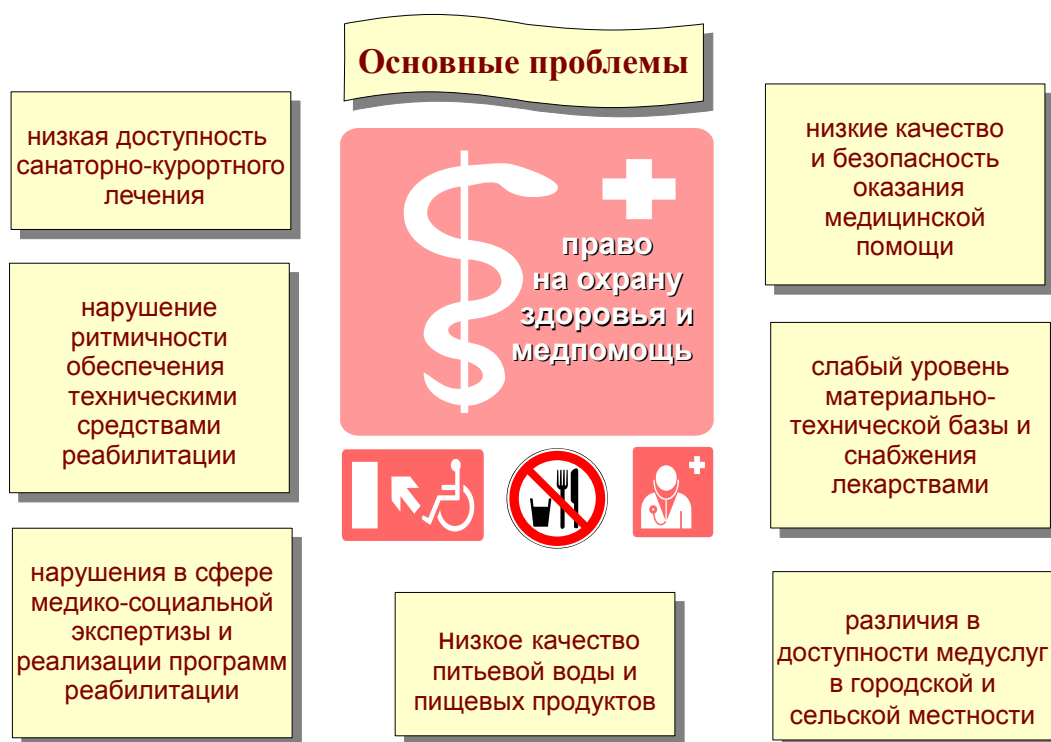 Основные проблемы
низкая доступность
санаторно-курортного
лечения
нарушение
ритмичности
обеспечения
техническими
средствами
реабилитации
нарушения в сфере
медико-социальной
экспертизы и
реализации программ
реабилитации
право
на охрану
здоровья и
медпомощь
низкое качество
питьевой воды и
пищевых продуктов
низкие качество
и безопасность
оказания
медицинской
помощи
слабый уровень
материально-
технической базы и
снабжения
лекарствами
различия в
доступности медуслуг
в городской и
сельской местности